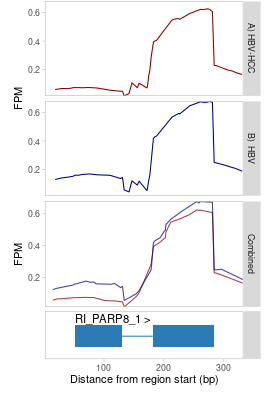 0.6
0.4
0.2
FPM
A) HBV-HCC
0.6
0.4
0.2
B) HBV
0.6
0.4
0.2
FPM
Combined
RI_PARP8_1 >
100
200
300
Distance from region start (bp)